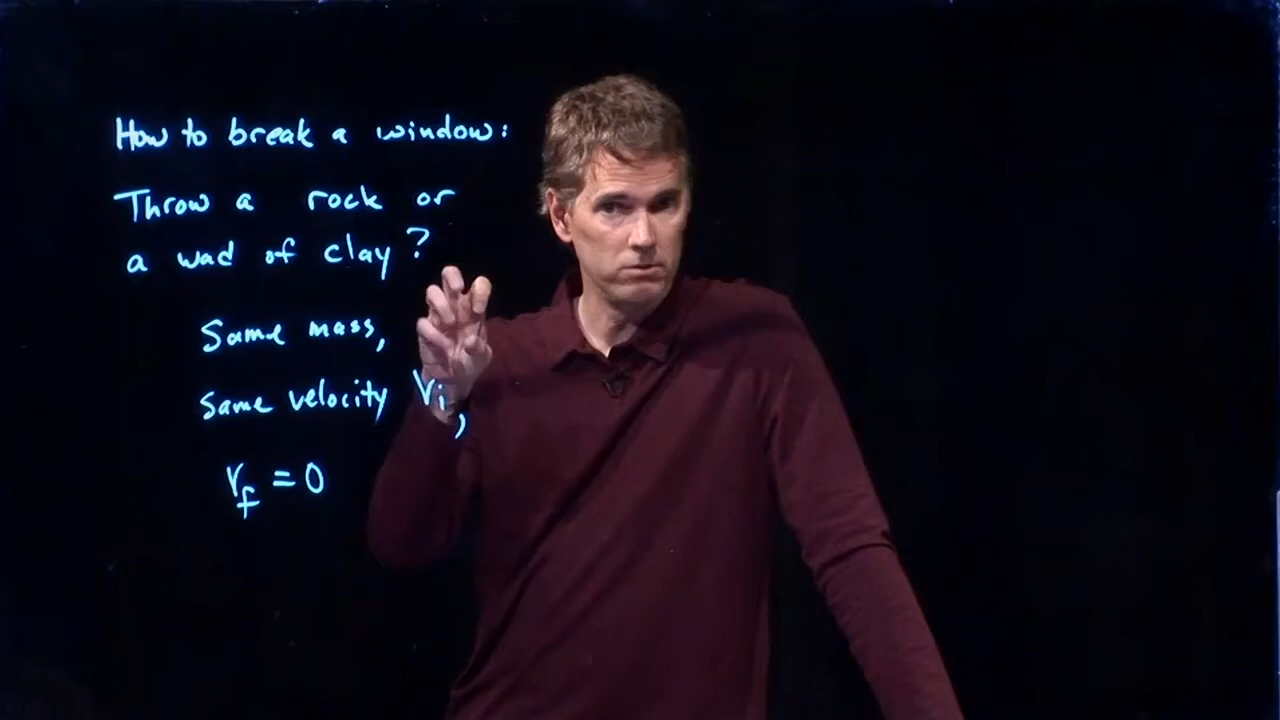 How to break a window:
Throw a rock or
a wad of clay?
Same mass,
same velocity Vi,
Vf = 0